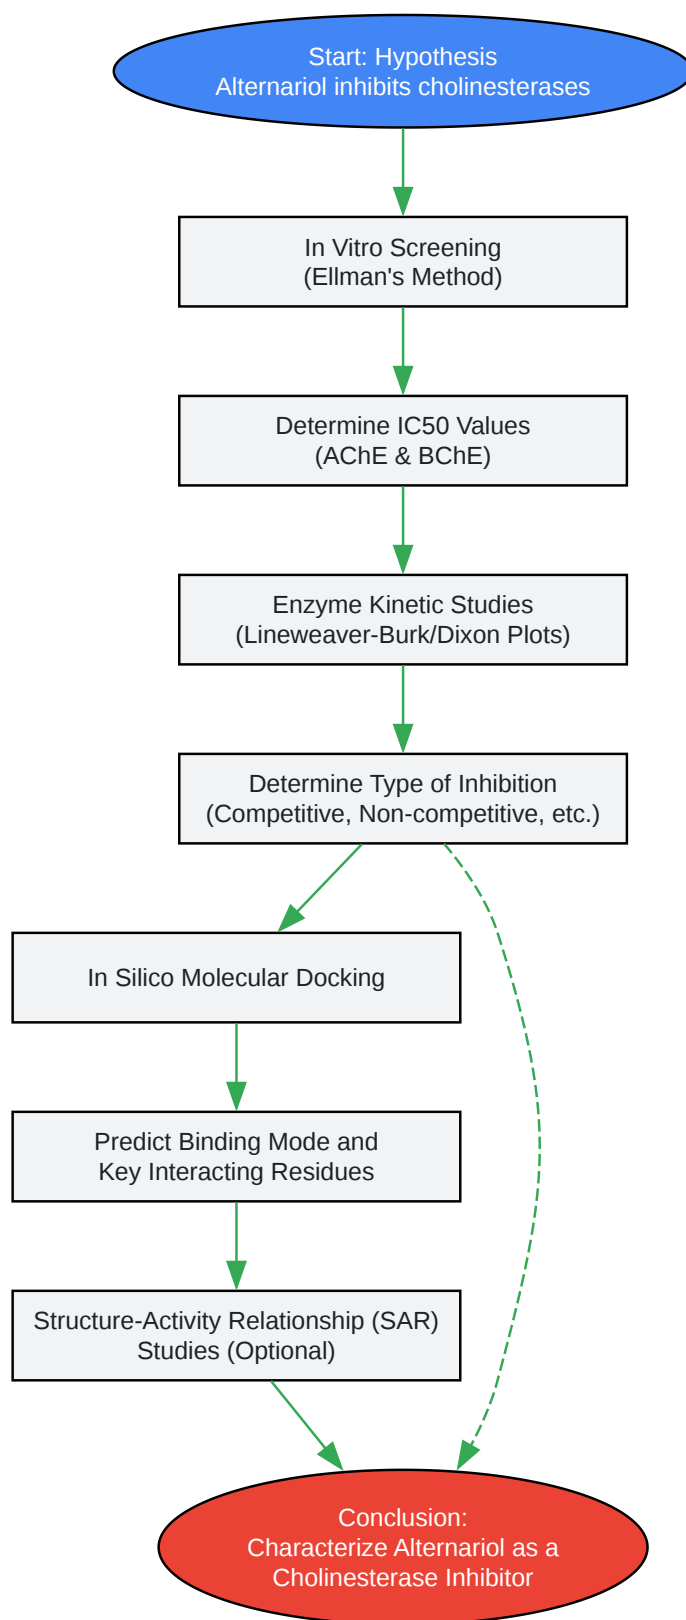 Start: Hypothesis
Alternariol inhibits cholinesterases
In Vitro Screening
(Ellman's Method)
Determine IC50 Values
(AChE & BChE)
Enzyme Kinetic Studies
(Lineweaver-Burk/Dixon Plots)
Determine Type of Inhibition
(Competitive, Non-competitive, etc.)
In Silico Molecular Docking
Predict Binding Mode and
Key Interacting Residues
Structure-Activity Relationship (SAR)
Studies (Optional)
Conclusion:
Characterize Alternariol as a
Cholinesterase Inhibitor